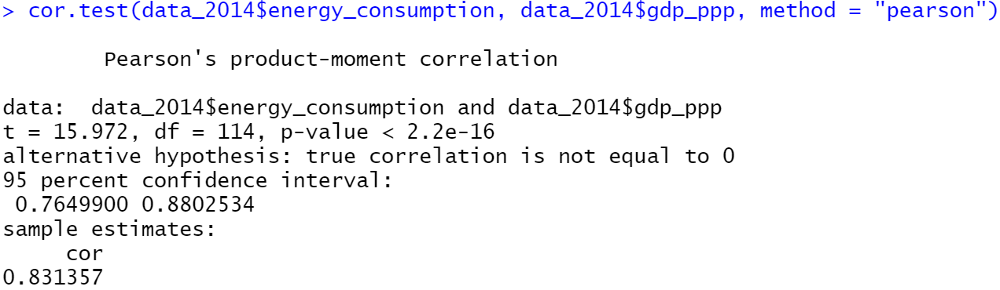 > cor.test(data_2014$energy_consumption, data_2014$gdp_ppp, method = "pearson")
Pearson's product-moment correlation
data:  data_2014$energy_consumption and data_2014$gdp_ppp
t = 15.972, df = 114, p-value < 2.2e-16
alternative hypothesis: true correlation is not equal to 0
95 percent confidence interval:
0.7649900 0.8802534
sample estimates:
cor
0.831357